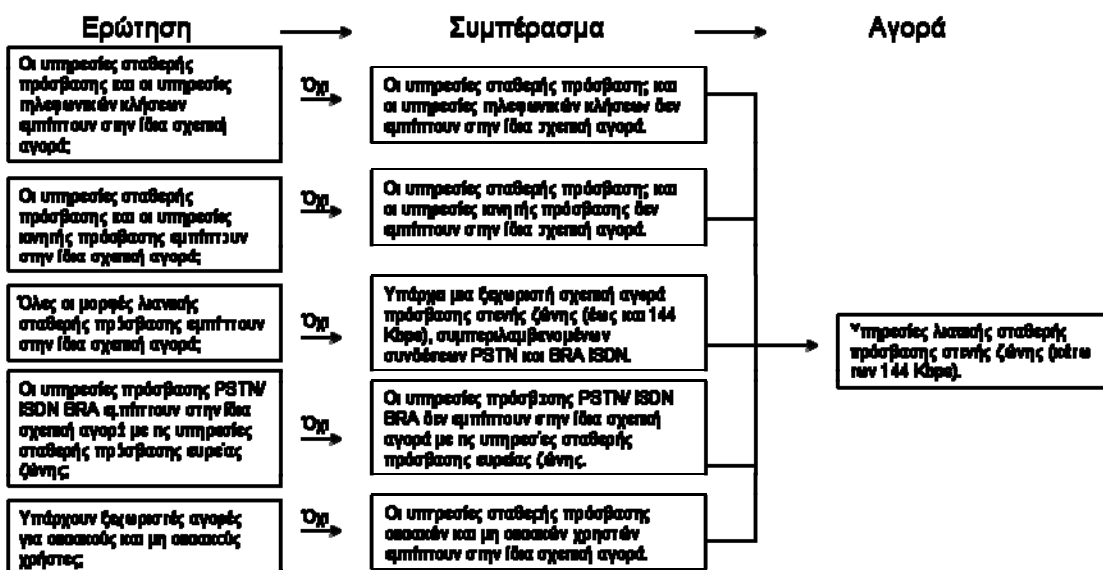 Ερώτηση
Συμπέρασμα
Αγορά
Οι υπηρεσίες σταθερής
πρόσβασης και οι υπηρεσίες
τηλεφωνικών κλήσεων
εμπίπτουν στην ίδια σχετική
αγορά;
Όχι
Οι υπηρεσίες σταθερής πρόσβασης και
οι υπηρεσίες τηλεφωνικών κλήσεων δεν
εμπίπτουν στην ίδια σχετική αγορά.
Οι υπηρεσίες σταθερής
πρόσβασης και οι υπηρεσίες
κινητής πρόσβασης εμπίπτουν
στην ίδια σχετική αγορά;
Όχι
Οι υπηρεσίες σταθερής πρόσβασης και
οι υπηρεσίες κινητής πρόσβασης δεν
εμπίπτουν στην ίδια σχετική αγορά.
Όλες οι μορφές λιανικής
σταθερής πρόσβασης εμπίπτουν
στην ίδια σχετική αγορά;
Όχι
Υπάρχει μια ξεχωριστή σχετική αγορά
πρόσβασης στενής ζώνης (έως και 144
Kbps), συμπεριλαμβανομένων
συνδέσεων PSTN και BRA ISDN.
Υπηρεσίες λιανικής σταθερής
πρόσβασης στενής ζώνης (κάτω
των 144 Kbps).
Οι υπηρεσίες πρόσβασης PSTN/
ISDN BRA εμπίπτουν στην ίδια
σχετική αγορά με τις υπηρεσίες
σταθερής πρόσβασης ευρείας
ζώνης;
Όχι
Οι υπηρεσίες πρόσβασης PSTN/ ISDN
BRA δεν εμπίπτουν στην ίδια σχετική
αγορά με τις υπηρεσίες σταθερής
πρόσβασης ευρείας ζώνης.
Υπάρχουν ξεχωριστές αγορές
για οικιακούς και μη οικιακούς
χρήστες;
Όχι
Οι υπηρεσίες σταθερής πρόσβασης
οικιακών και μη οικιακών χρηστών
εμπίπτουν στην ίδια σχετική αγορά.